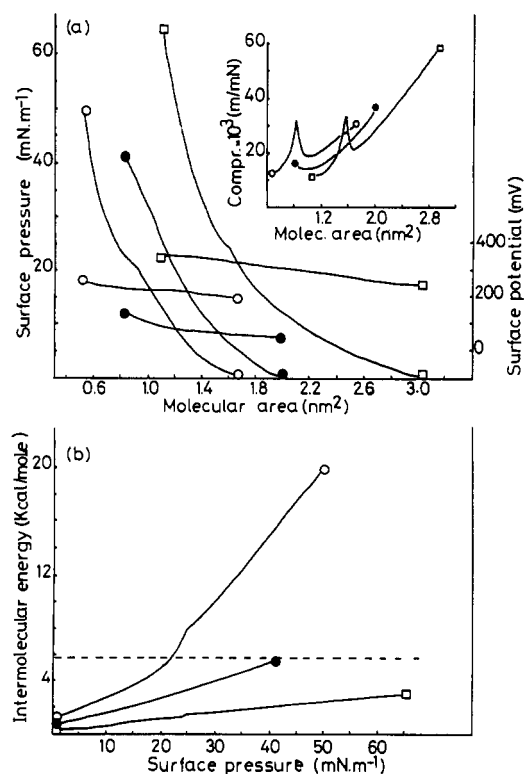 (a)
60
40
20
Surface pressure (mN.m⁻¹)
0.6 1.0 1.4 1.8 2.2 2.6 3.0
Molecular area (nm²)
400
200
0
Surface potential (mV)
60
40
20
Compr.·10³ (m/mN)
1.2 2.0 2.8
Molec. area (nm²)
(b)
20
12
4
Intermolecular energy (Kcal/mole)
0 10 20 30 40 50 60
Surface pressure (mN.m⁻¹)